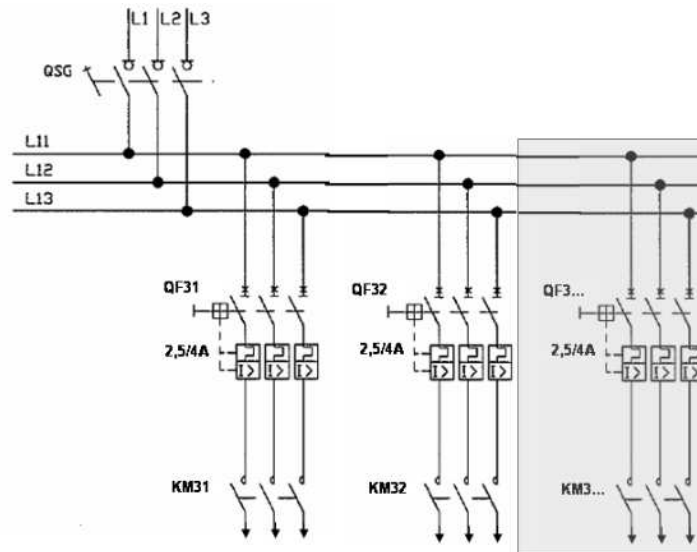 L1 L2 L3
QSG
L11
L12
L13
QF31 QF32 QF3...
2,5/4A 2,5/4A 2,5/4A
I> I> I> I> I> I> I> I> I>
KM31 KM32 KM3...